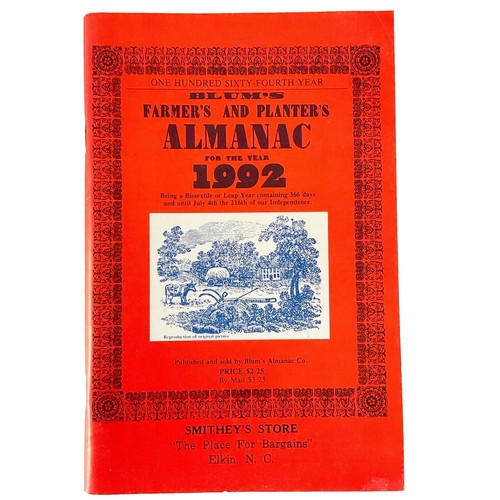 ONE HUNDRED SIXTY-FOURTH YEAR
BLUM'S
FARMER'S AND PLANTER'S
ALMANAC
FOR THE YEAR
1992
Being a Bissextile or Leap Year containing 366 days
and until July 4th the 216th of our Independence.
Reproduction of original picture
Published and sold by Blum's Almanac Co.
PRICE $2.25
By Mail $3.25
SMITHEY'S STORE
"The Place For Bargains"
Elkin, N. C.